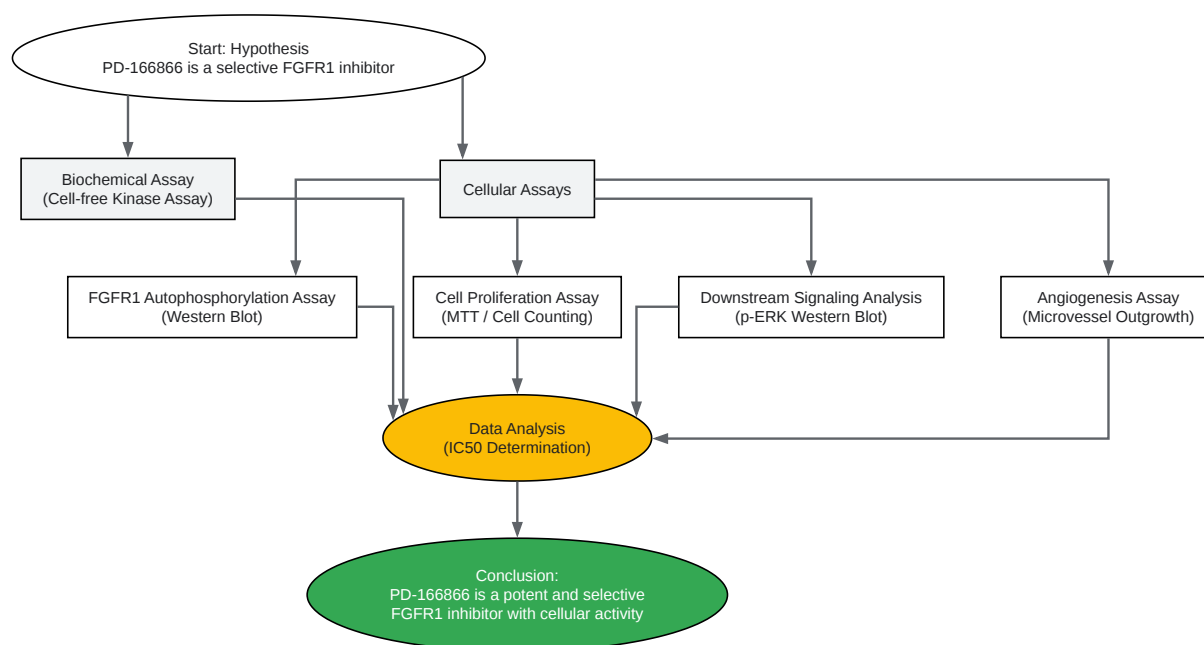 Start: Hypothesis
PD-166866 is a selective FGFR1 inhibitor
Biochemical Assay
(Cell-free Kinase Assay)
Cellular Assays
FGFR1 Autophosphorylation Assay
(Western Blot)
Cell Proliferation Assay
(MTT / Cell Counting)
Downstream Signaling Analysis
(p-ERK Western Blot)
Angiogenesis Assay
(Microvessel Outgrowth)
Data Analysis
(IC50 Determination)
Conclusion:
PD-166866 is a potent and selective
FGFR1 inhibitor with cellular activity